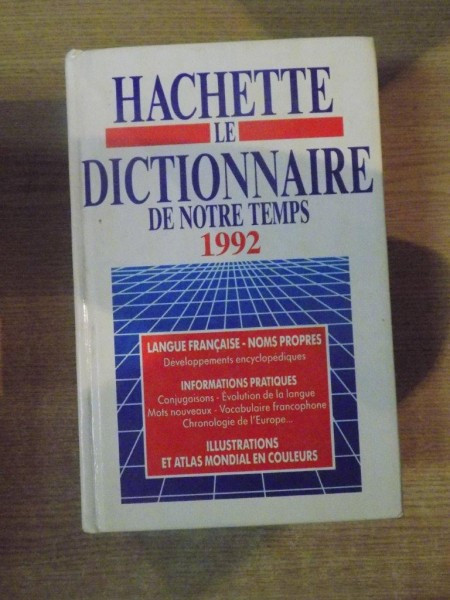 HACHETTE
LE
DICTIONNAIRE
DE NOTRE TEMPS
1992
LANGUE FRANÇAISE - NOMS PROPRES
Développements encyclopédiques
INFORMATIONS PRATIQUES
Conjugaisons - Évolution de la langue
Mots nouveaux - Vocabulaire francophone
Chronologie de l'Europe...
ILLUSTRATIONS
ET ATLAS MONDIAL EN COULEURS